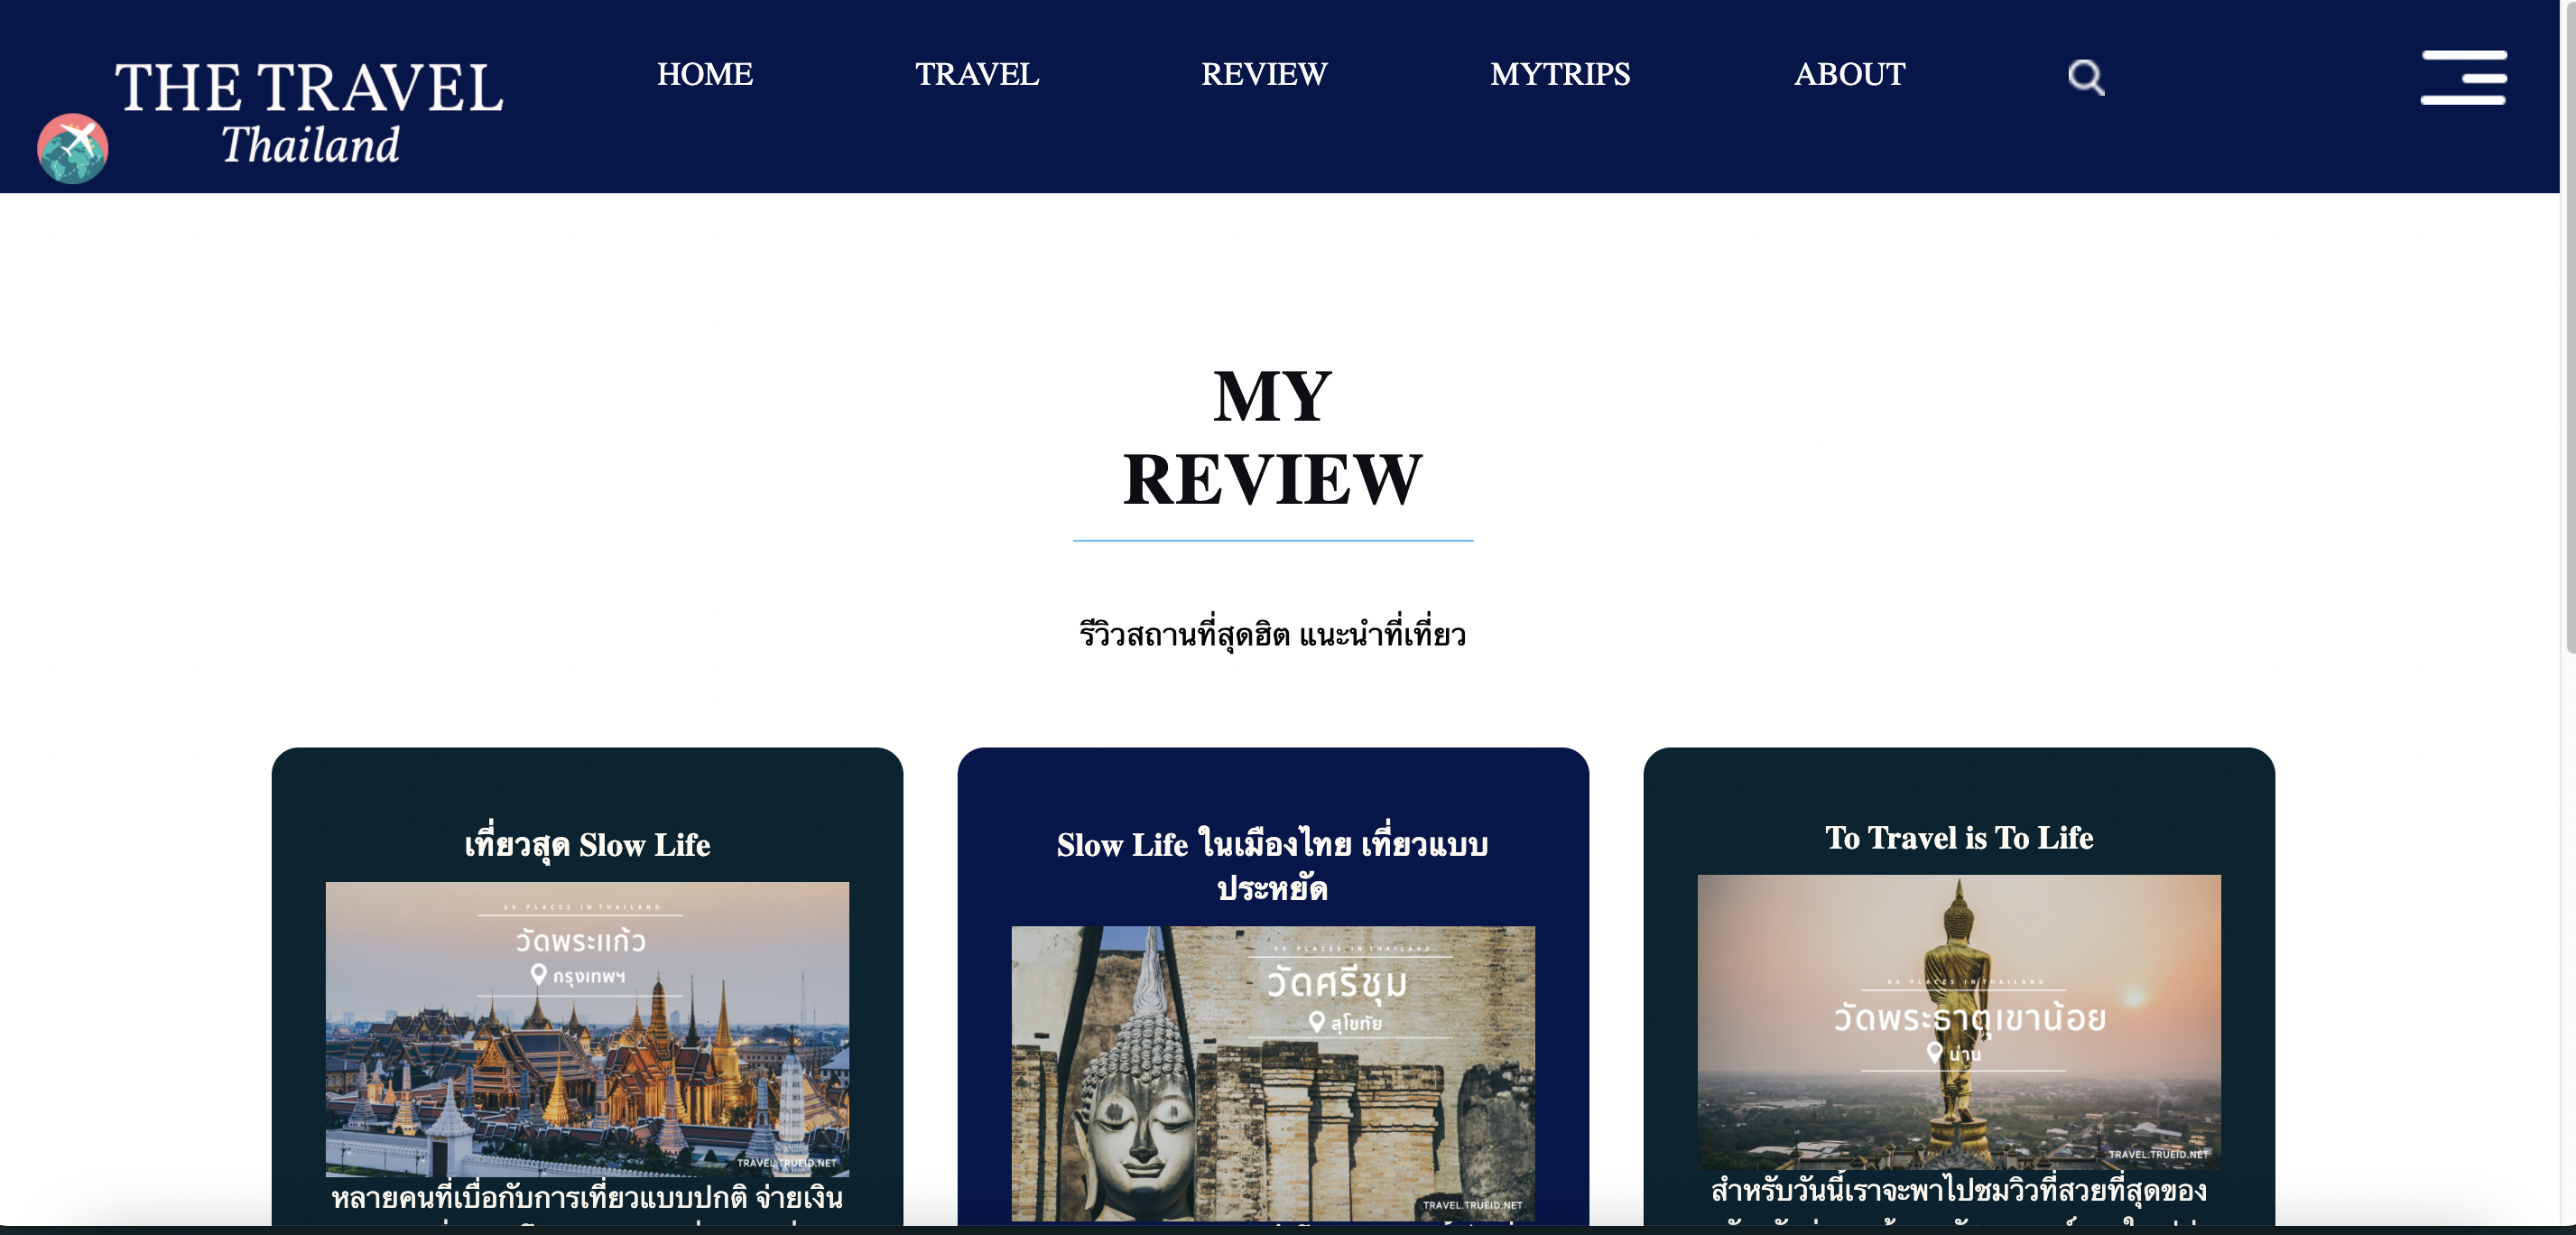 THE TRAVEL
Thailand
HOME
TRAVEL
REVIEW
MYTRIPS
ABOUT
MY
REVIEW
รีวิวสถานที่สุดฮิต แนะนำที่เที่ยว
เที่ยวสุด Slow Life
50 PLACES IN THAILAND
วัดพระแก้ว
กรุงเทพฯ
TRAVEL.TRUEID.NET
หลายคนที่เบื่อกับการเที่ยวแบบปกติ จ่ายเงิน
Slow Life ในเมืองไทย เที่ยวแบบ
ประหยัด
50 PLACES IN THAILAND
วัดศรีชุม
สุโขทัย
TRAVEL.TRUEID.NET
To Travel is To Life
50 PLACES IN THAILAND
วัดพระธาตุเขาน้อย
น่าน
TRAVEL.TRUEID.NET
สำหรับวันนี้เราจะพาไปชมวิวที่สวยที่สุดของ